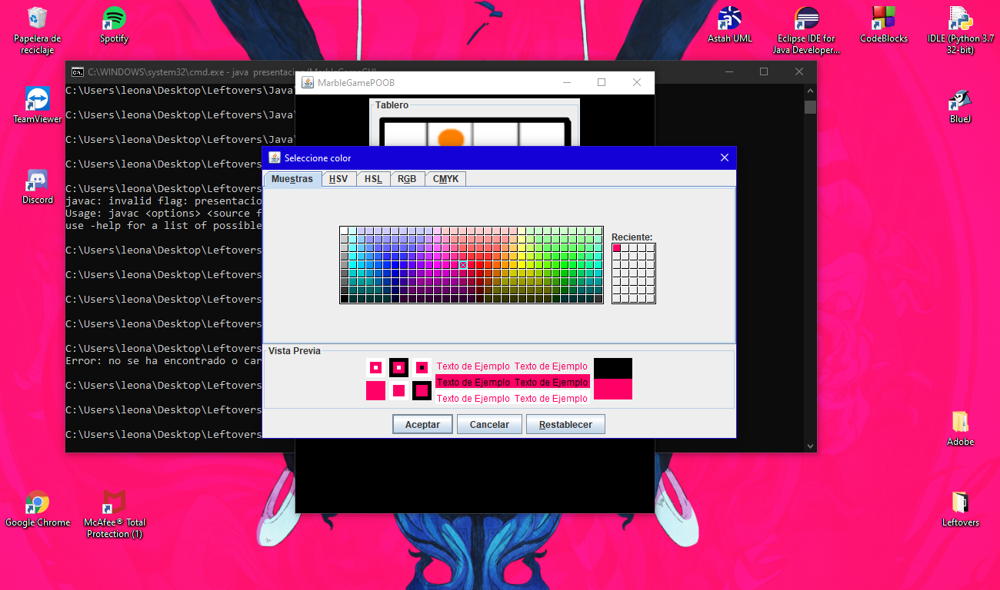 Papelera de
reciclaje
Spotify
Astah UML
Eclipse IDE for
Java Developer...
CodeBlocks
IDLE (Python 3.7
32-bit)
TeamViewer
BlueJ
Discord
Adobe
Google Chrome
McAfee® Total
Protection (1)
Leftovers
C:\WINDOWS\system32\cmd.exe - java presentacion/MarbleGameGUI
C:\Users\leona\Desktop\Leftovers\Java\
C:\Users\leona\Desktop\Leftovers\Java\
C:\Users\leona\Desktop\Leftovers\Java\
C:\Users\leona\Desktop\Leftovers
C:\Users\leona\Desktop\Leftovers
javac: invalid flag: presentacio
Usage: javac <options> <source f
use -help for a list of possible
C:\Users\leona\Desktop\Leftovers
C:\Users\leona\Desktop\Leftovers
C:\Users\leona\Desktop\Leftovers
C:\Users\leona\Desktop\Leftovers
C:\Users\leona\Desktop\Leftovers
Error: no se ha encontrado o car
C:\Users\leona\Desktop\Leftovers
C:\Users\leona\Desktop\Leftovers
C:\Users\leona\Desktop\Leftovers
MarbleGamePOOB
Tablero
Seleccione color
Muestras HSV HSL RGB CMYK
Reciente:
Vista Previa
Texto de Ejemplo Texto de Ejemplo
Texto de Ejemplo Texto de Ejemplo
Texto de Ejemplo Texto de Ejemplo
Aceptar Cancelar Restablecer